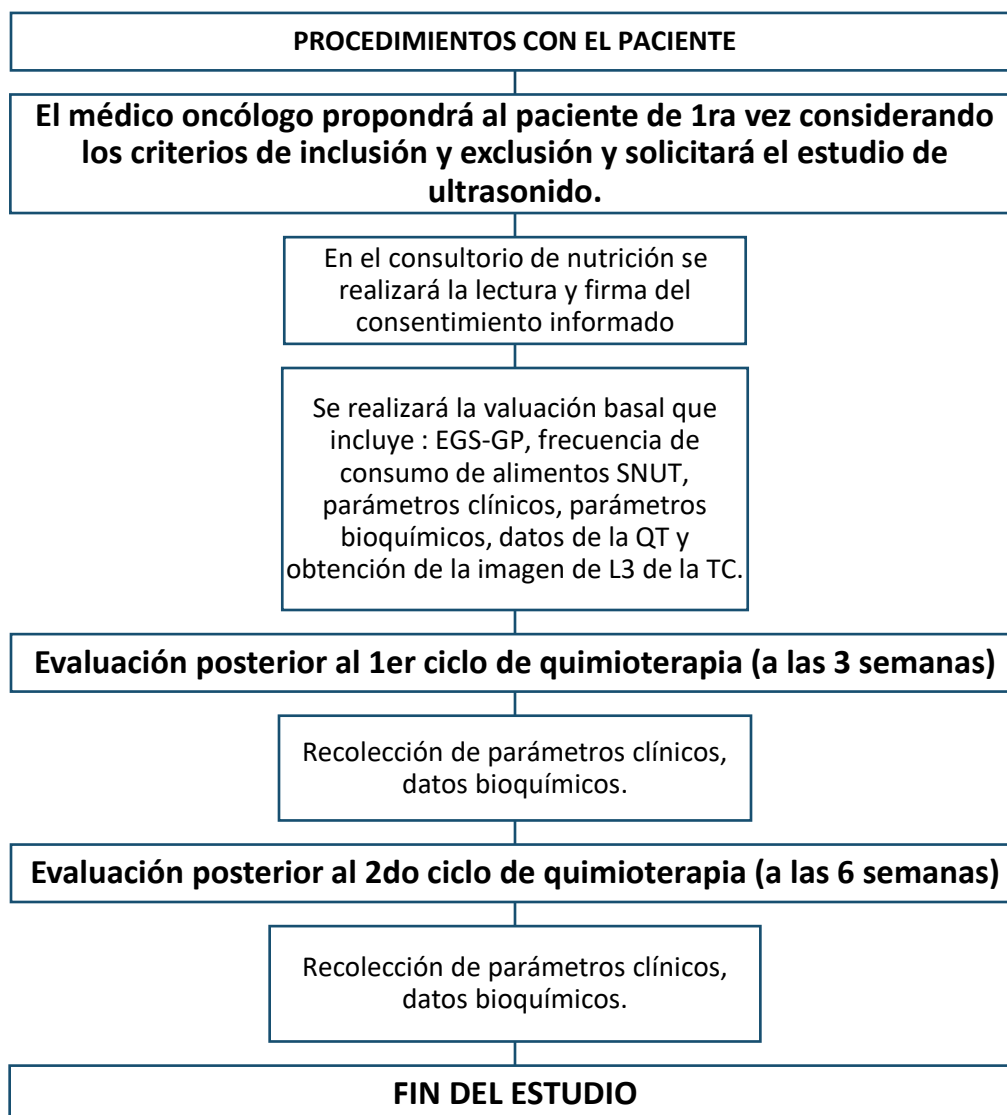 PROCEDIMIENTOS CON EL PACIENTE
El médico oncólogo propondrá al paciente de 1ra vez considerando
los criterios de inclusión y exclusión y solicitará el estudio de
ultrasonido.
En el consultorio de nutrición se
realizará la lectura y firma del
consentimiento informado
Se realizará la valuación basal que
incluye : EGS-GP, frecuencia de
consumo de alimentos SNUT,
parámetros clínicos, parámetros
bioquímicos, datos de la QT y
obtención de la imagen de L3 de la TC.
Evaluación posterior al 1er ciclo de quimioterapia (a las 3 semanas)
Recolección de parámetros clínicos,
datos bioquímicos.
Evaluación posterior al 2do ciclo de quimioterapia (a las 6 semanas)
Recolección de parámetros clínicos,
datos bioquímicos.
FIN DEL ESTUDIO